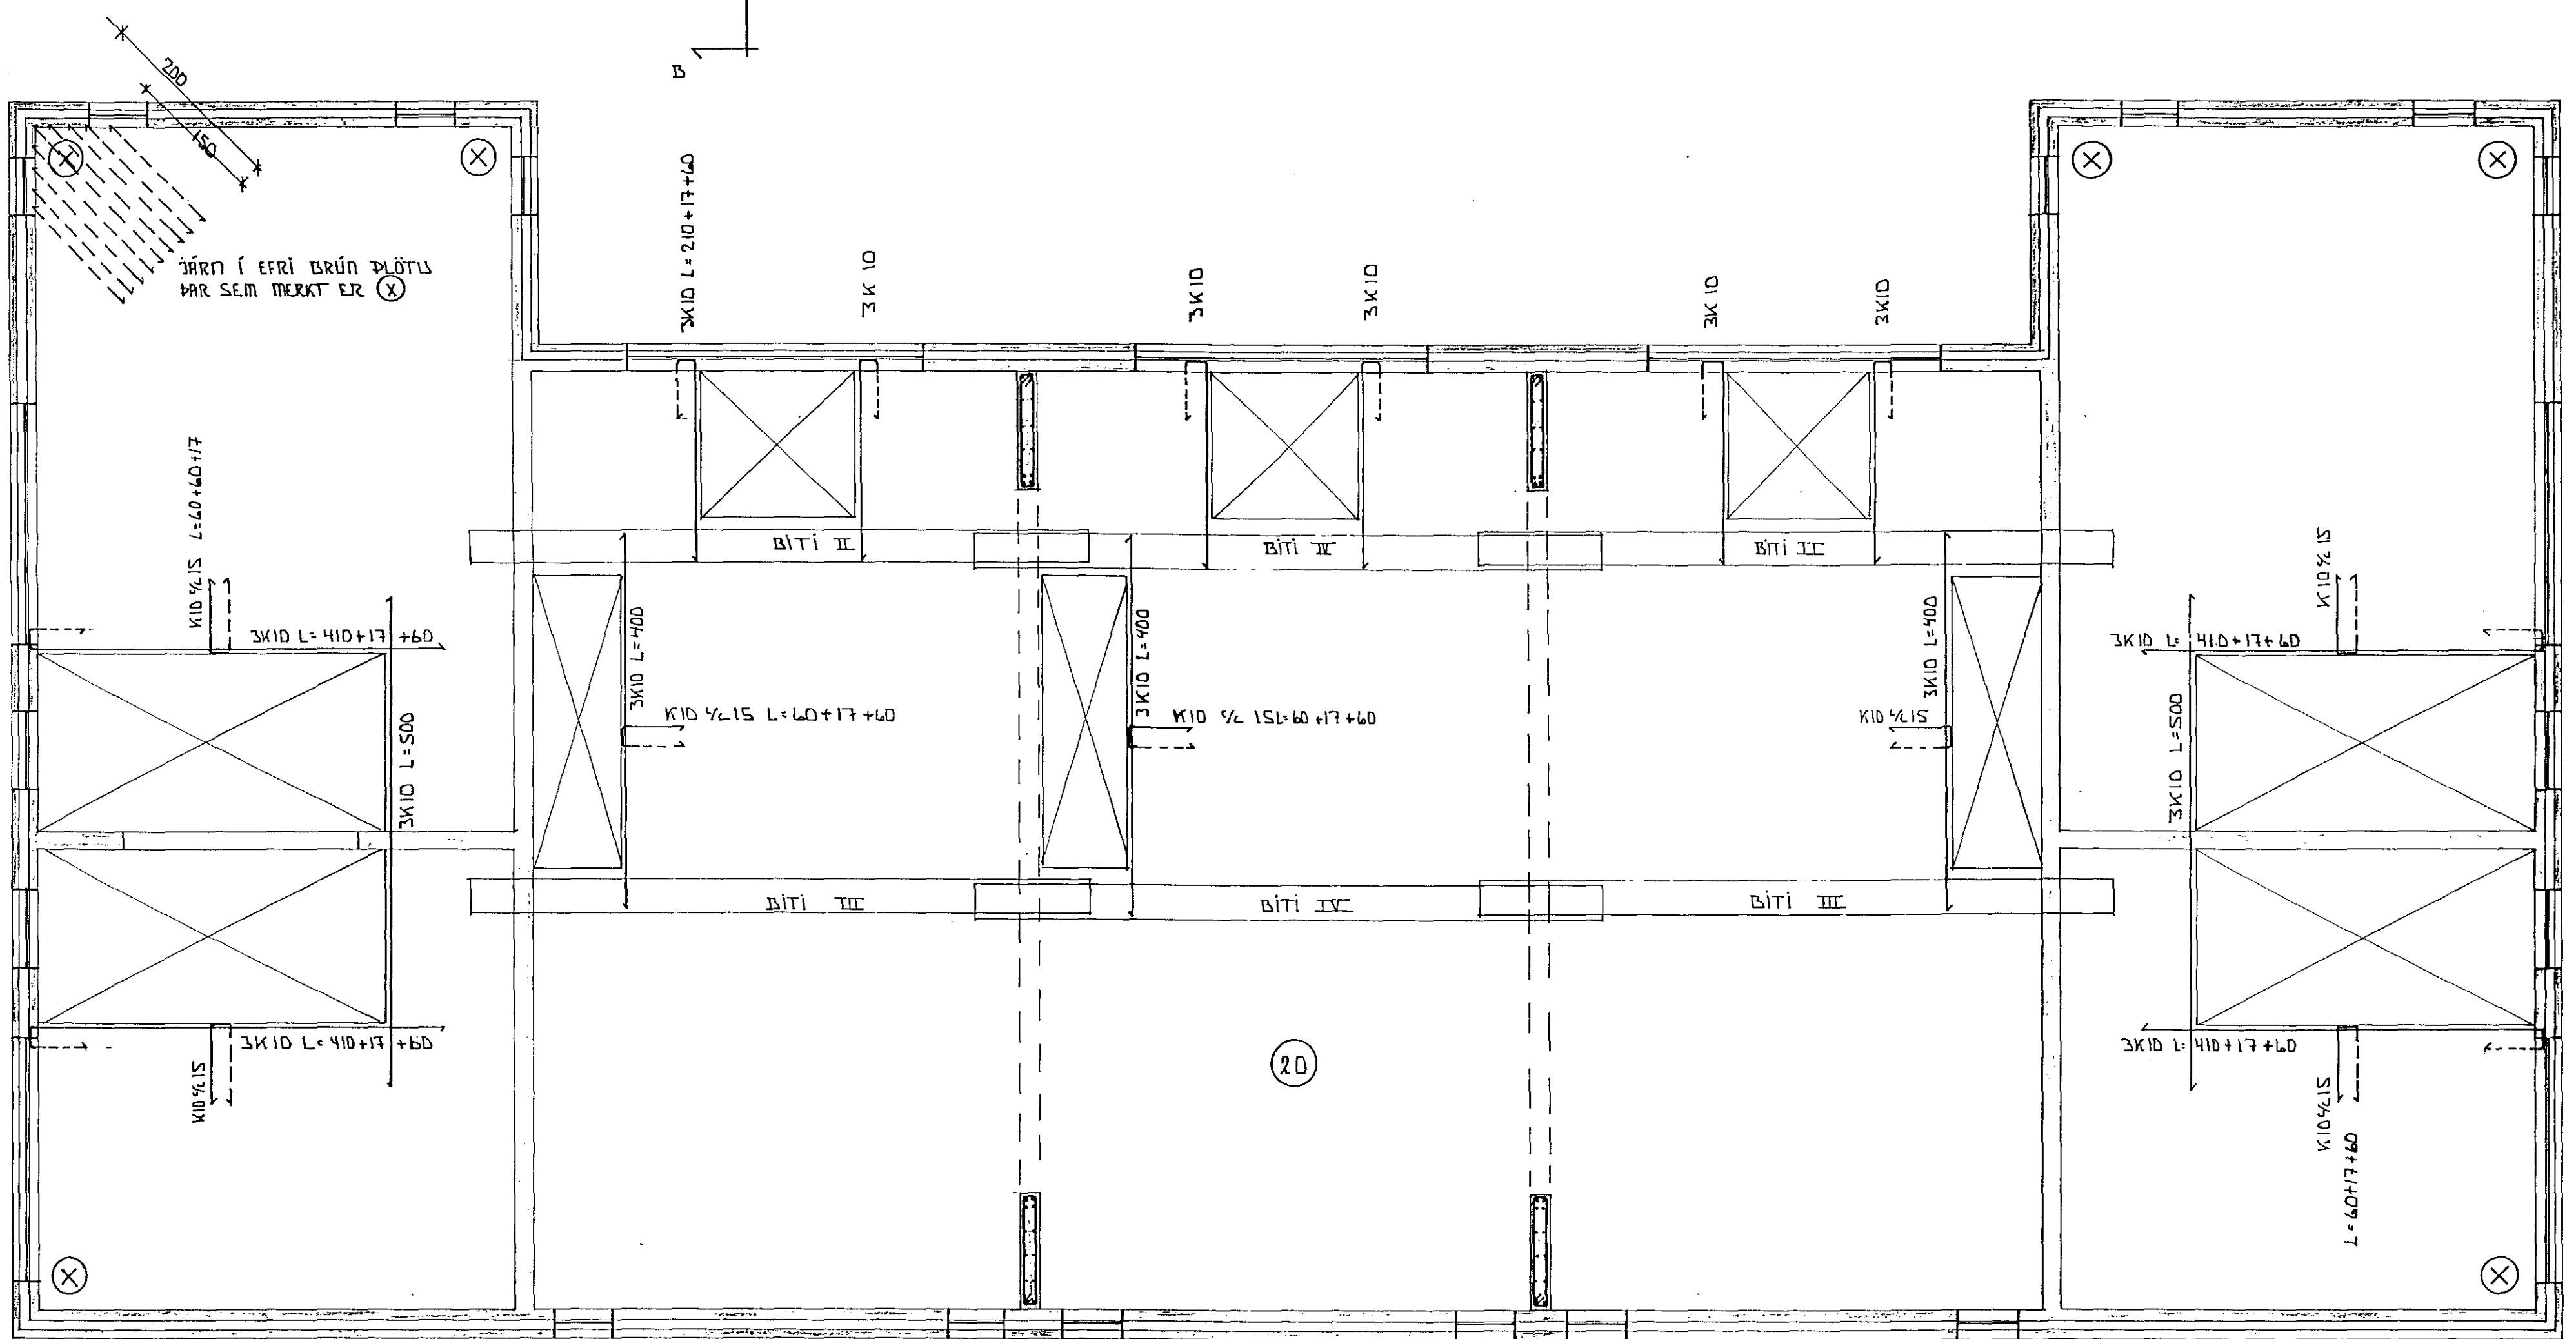 200
150
B
JÁRN Í EFRI BRÚN PLÖTU
ÞAR SEM MERKT ER Ⓧ
3K10 L=210+17+60
3K10
3K10
3K10
3K10
3K10
K10 c/c 15 L=60+60+17
BITI II
BITI IV
BITI II
K10 c/c 15
3K10 L=410+17+60
3K10 L=400
3K10 L=400
3K10 L=400
3K10 L=410+17+60
3K10 L=500
K10 c/c 15 L=60+17+60
K10 c/c 15 L=60+17+60
K10 c/c 15
3K10 L=500
BITI III
BITI IV
BITI III
3K10 L=410+17+60
K10 c/c 15
20
3K10 L=410+17+60
K10 c/c 15
L=60+17+60